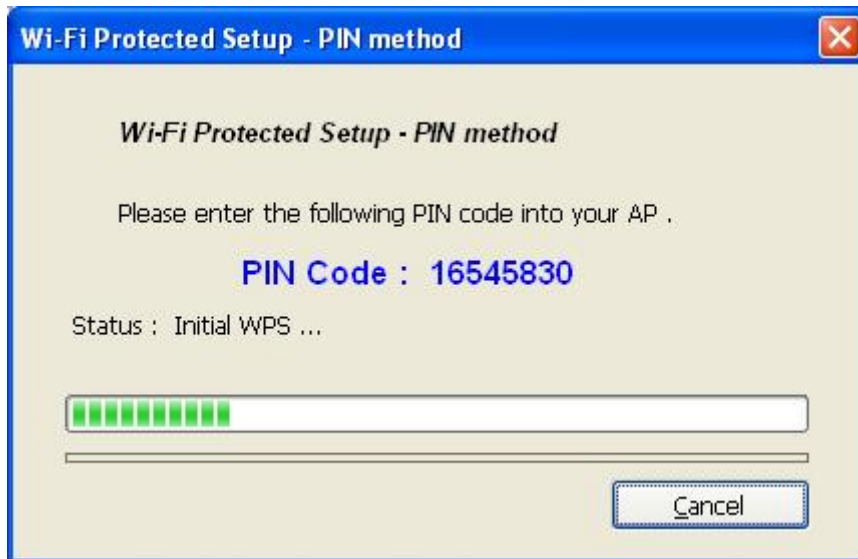 Wi-Fi Protected Setup - PIN method
Wi-Fi Protected Setup - PIN method
Please enter the following PIN code into your AP .
PIN Code : 16545830
Status : Initial WPS ...
Cancel